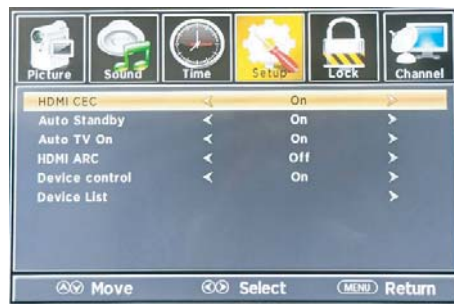 Picture Sound Time Setup Lock Channel
HDMI CEC On
Auto Standby On
Auto TV On On
HDMI ARC Off
Device control On
Device List
Move Select MENU Return